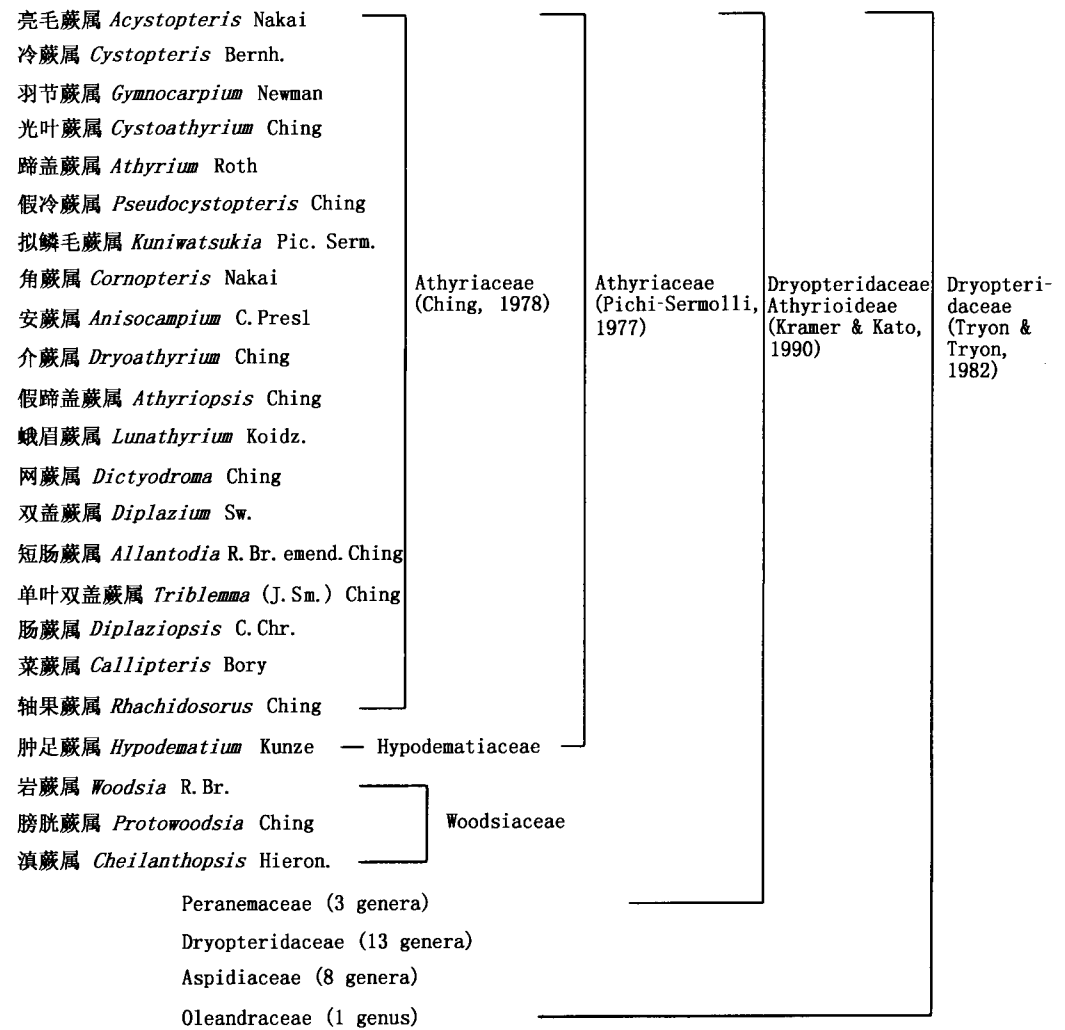 亮毛蕨属 Acystopteris Nakai
冷蕨属 Cystopteris Bernh.
羽节蕨属 Gymnocarpium Newman
光叶蕨属 Cystoathyrium Ching
蹄盖蕨属 Athyrium Roth
假冷蕨属 Pseudocystopteris Ching
拟鳞毛蕨属 Kuniwatsukia Pic. Serm.
角蕨属 Cornopteris Nakai
安蕨属 Anisocampium C.Presl
介蕨属 Dryoathyrium Ching
假蹄盖蕨属 Athyriopsis Ching
蛾眉蕨属 Lunathyrium Koidz.
网蕨属 Dictyodroma Ching
双盖蕨属 Diplazium Sw.
短肠蕨属 Allantodia R.Br. emend. Ching
单叶双盖蕨属 Triblemma (J.Sm.) Ching
肠蕨属 Diplaziopsis C.Chr.
菜蕨属 Callipteris Bory
轴果蕨属 Rhachidosorus Ching
肿足蕨属 Hypodematium Kunze — Hypodematiaceae
岩蕨属 Woodsia R.Br.
膀胱蕨属 Protowoodsia Ching
滇蕨属 Cheilanthopsis Hieron.
Woodsiaceae
Peranemaceae (3 genera)
Dryopteridaceae (13 genera)
Aspidiaceae (8 genera)
Oleandraceae (1 genus)
Athyriaceae
(Ching, 1978)
Athyriaceae
(Pichi-Sermolli,
1977)
Dryopteridaceae
Athyrioideae
(Kramer & Kato,
1990)
Dryopteri-
daceae
(Tryon &
Tryon,
1982)